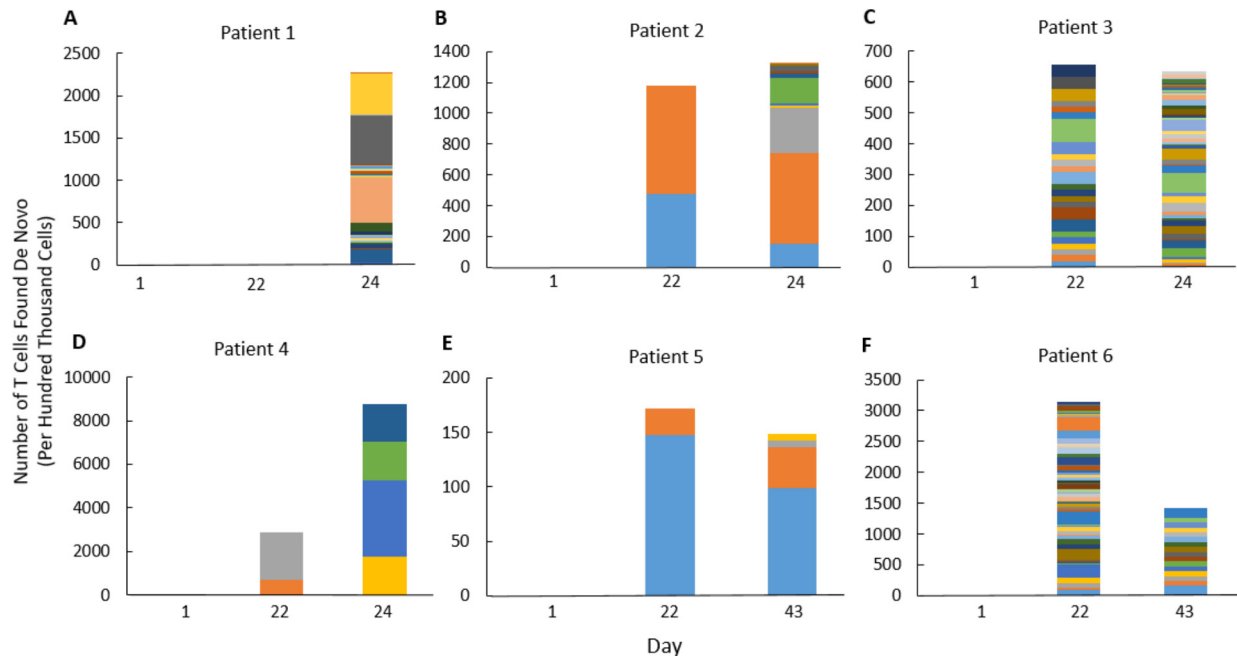 A
Patient 1
2500
2000
1500
1000
500
0
1 22 24
B
Patient 2
1400
1200
1000
800
600
400
200
0
1 22 24
C
Patient 3
700
600
500
400
300
200
100
0
1 22 24
Number of T Cells Found De Novo
(Per Hundred Thousand Cells)
D
Patient 4
10000
8000
6000
4000
2000
0
1 22 24
E
Patient 5
200
150
100
50
0
1 22 43
F
Patient 6
3500
3000
2500
2000
1500
1000
500
0
1 22 43
Day